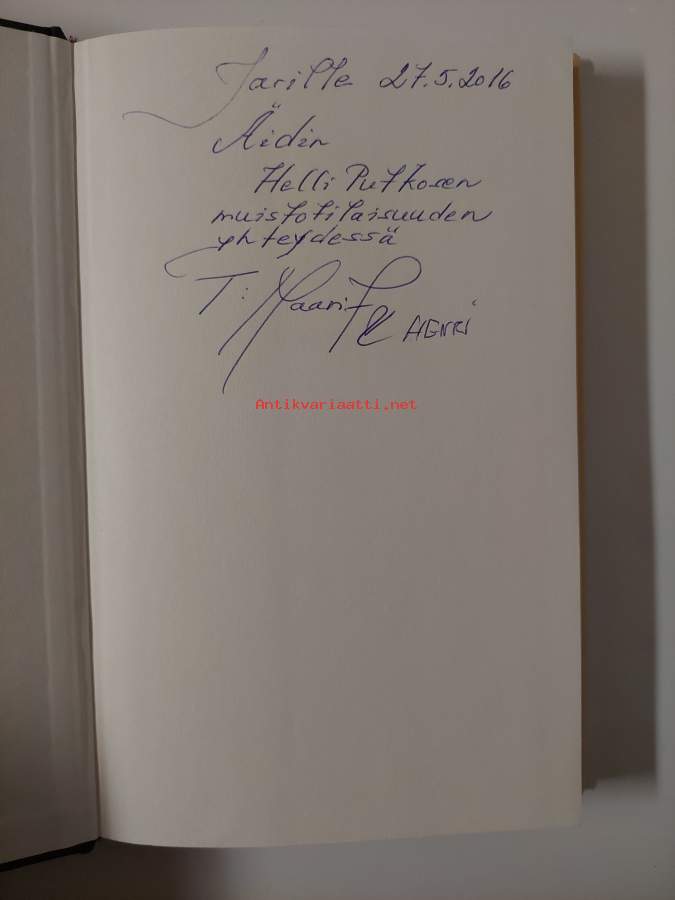 Jarille 27.5.2016
Äidin
Helli Putkosen
muistotilaisuuden
yhteydessä
T: Maarit & HENRI
Antikvariaatti.net